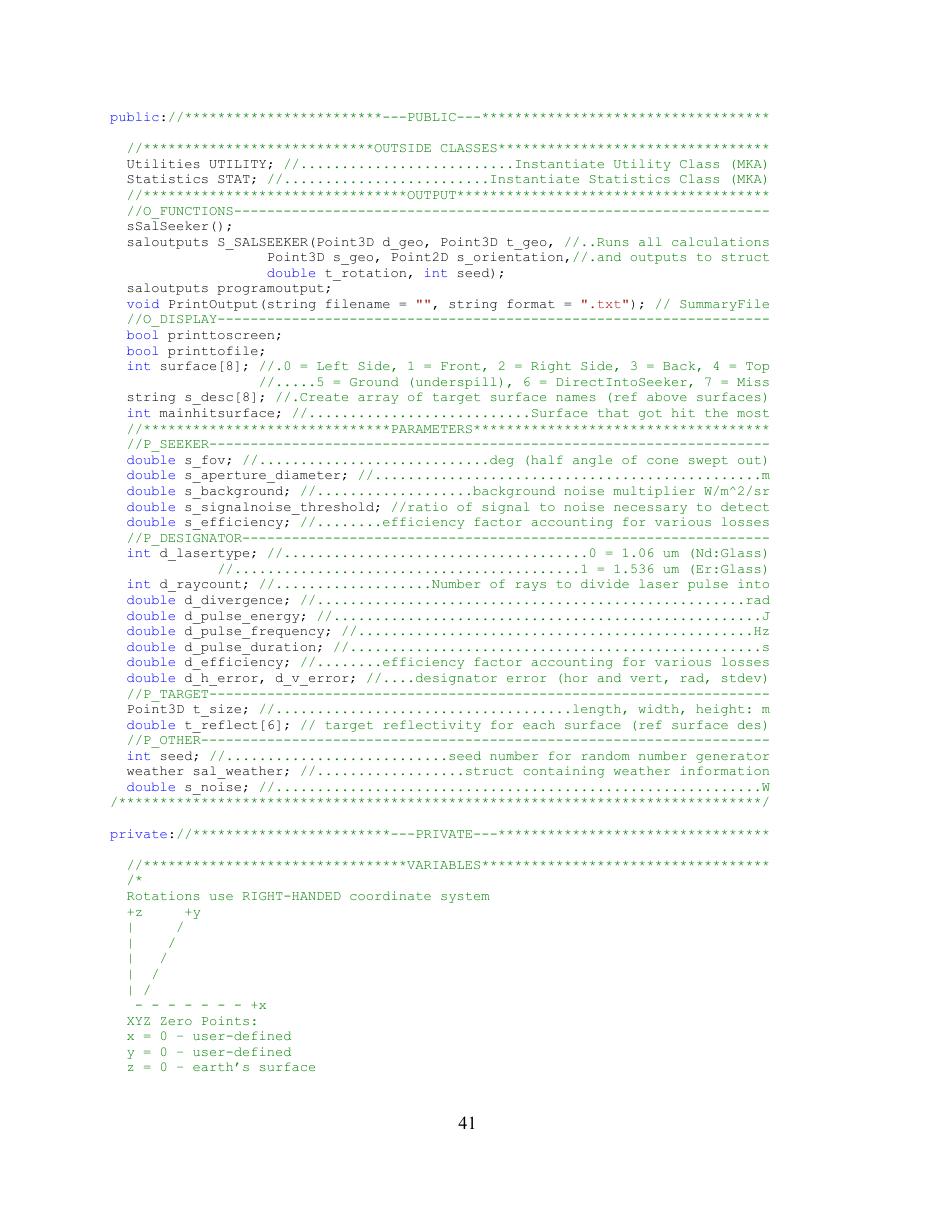 public://************************---PUBLIC---***********************************
//****************************OUTSIDE CLASSES*********************************
Utilities UTILITY; //..........................Instantiate Utility Class (MKA)
Statistics STAT; //.........................Instantiate Statistics Class (MKA)
//********************************OUTPUT**************************************
//O_FUNCTIONS-----------------------------------------------------------------
sSalSeeker();
saloutputs S_SALSEEKER(Point3D d_geo, Point3D t_geo, //..Runs all calculations
Point3D s_geo, Point2D s_orientation,//.and outputs to struct
double t_rotation, int seed);
saloutputs programoutput;
void PrintOutput(string filename = "", string format = ".txt"); // SummaryFile
//O_DISPLAY-------------------------------------------------------------------
bool printtoscreen;
bool printtofile;
int surface[8]; //.0 = Left Side, 1 = Front, 2 = Right Side, 3 = Back, 4 = Top
//.....5 = Ground (underspill), 6 = DirectIntoSeeker, 7 = Miss
string s_desc[8]; //.Create array of target surface names (ref above surfaces)
int mainhitsurface; //...........................Surface that got hit the most
//******************************PARAMETERS************************************
//P_SEEKER--------------------------------------------------------------------
double s_fov; //............................deg (half angle of cone swept out)
double s_aperture_diameter; //...............................................m
double s_background; //...................background noise multiplier W/m^2/sr
double s_signalnoise_threshold; //ratio of signal to noise necessary to detect
double s_efficiency; //........efficiency factor accounting for various losses
//P_DESIGNATOR----------------------------------------------------------------
int d_lasertype; //.....................................0 = 1.06 um (Nd:Glass)
//..........................................1 = 1.536 um (Er:Glass)
int d_raycount; //...................Number of rays to divide laser pulse into
double d_divergence; //....................................................rad
double d_pulse_energy; //....................................................J
double d_pulse_frequency; //................................................Hz
double d_pulse_duration; //..................................................s
double d_efficiency; //........efficiency factor accounting for various losses
double d_h_error, d_v_error; //....designator error (hor and vert, rad, stdev)
//P_TARGET--------------------------------------------------------------------
Point3D t_size; //....................................length, width, height: m
double t_reflect[6]; // target reflectivity for each surface (ref surface des)
//P_OTHER---------------------------------------------------------------------
int seed; //...........................seed number for random number generator
weather sal_weather; //..................struct containing weather information
double s_noise; //...........................................................W
/******************************************************************************/
private://************************---PRIVATE---*********************************
//********************************VARIABLES***********************************
/*
Rotations use RIGHT-HANDED coordinate system
+z     +y
|     /
|    /
|   /
|  /
| /
- - - - - - - +x
XYZ Zero Points:
x = 0 – user-defined
y = 0 – user-defined
z = 0 – earth’s surface
41